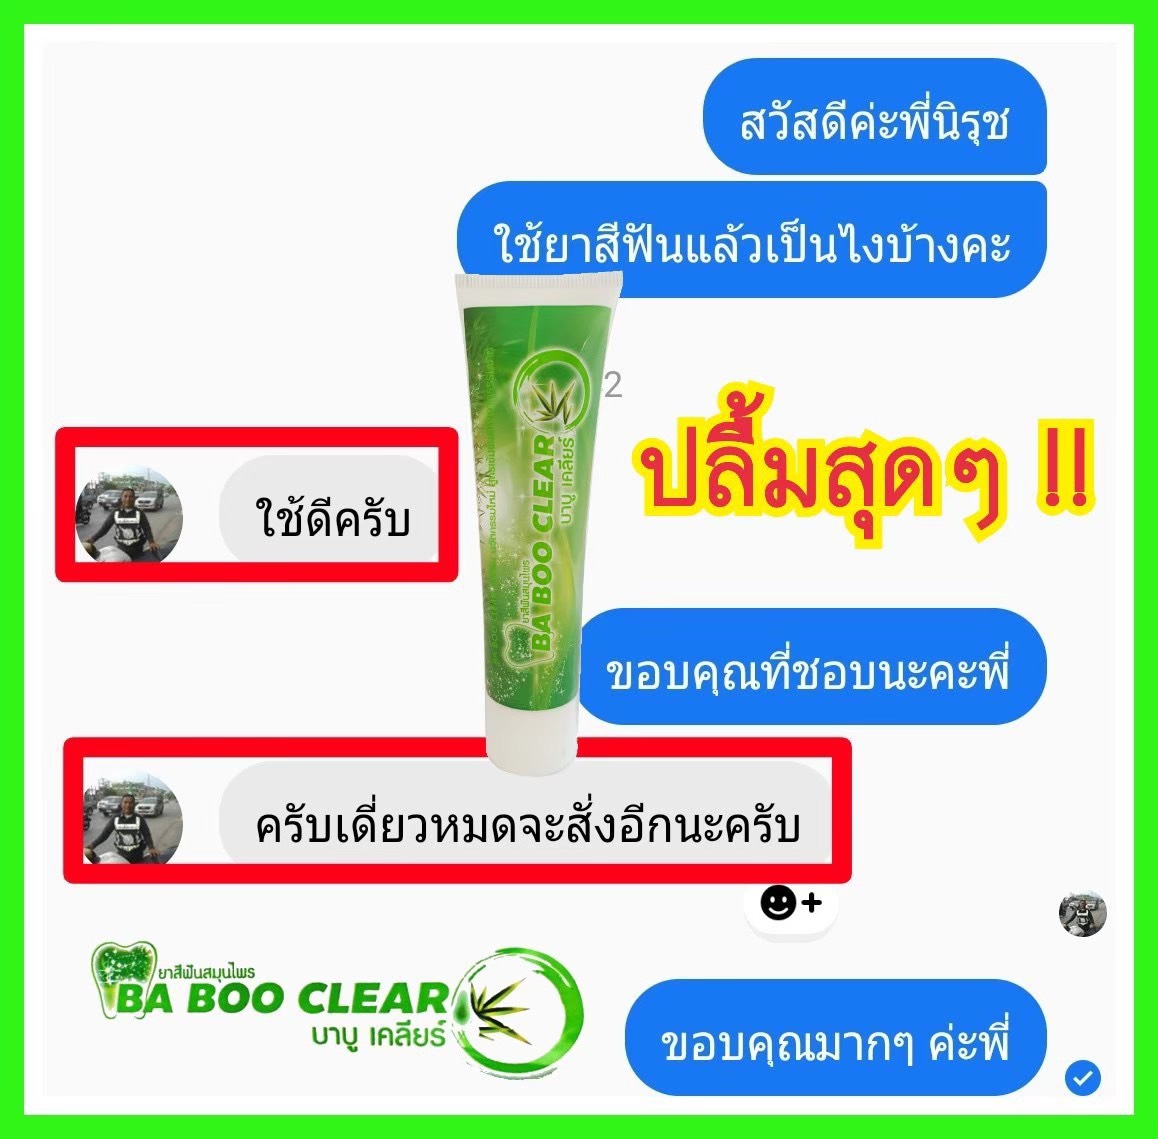 สวัสดีค่ะพี่นิรุช
ใช้ยาสีฟันแล้วเป็นไงบ้างคะ
2
ปลื้มสุดๆ !!
ใช้ดีครับ
ยาสีฟันสมุนไพร
BA BOO CLEAR
บาบู เคลียร์
ขอบคุณที่ชอบนะคะพี่
ครับเดี่ยวหมดจะสั่งอีกนะครับ
ยาสีฟันสมุนไพร
BA BOO CLEAR
บาบู เคลียร์
ขอบคุณมากๆ ค่ะพี่